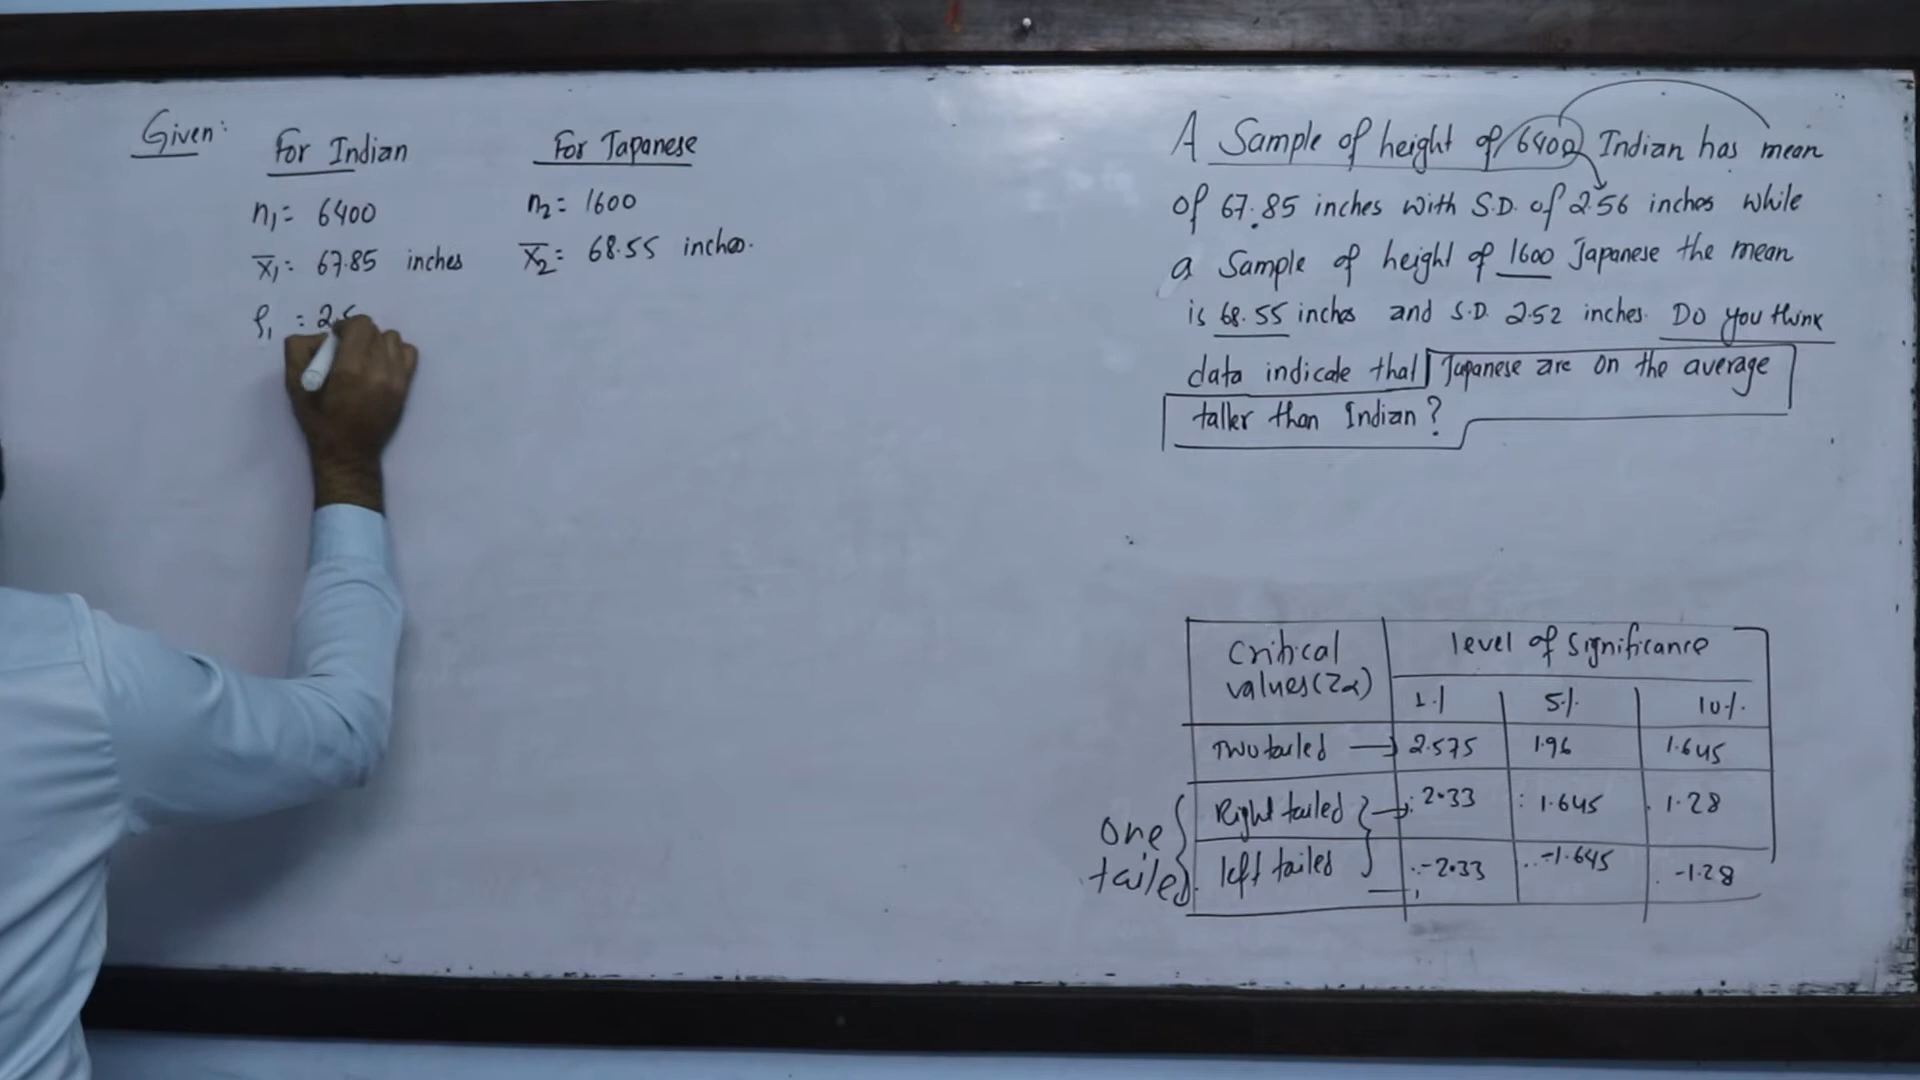 Given:
For Indian
n1= 6400
x̄1= 67.85 inches
s1 = 2.5
For Japanese
n2= 1600
x̄2= 68.55 inches.
A Sample of height of 6400 Indian has mean
of 67.85 inches with S.D. of 2.56 inches while
a Sample of height of 1600 Japanese the mean
is 68.55 inches and S.D. 2.52 inches. Do you think
data indicate that Japanese are on the average
taller than Indian?
Critical values(Zα) level of significance
1% 5% 10%
Two tailed → 2.575 1.96 1.645
one tailed
Right tailed → 2.33 1.645 1.28
left tailed → -2.33 -1.645 -1.28